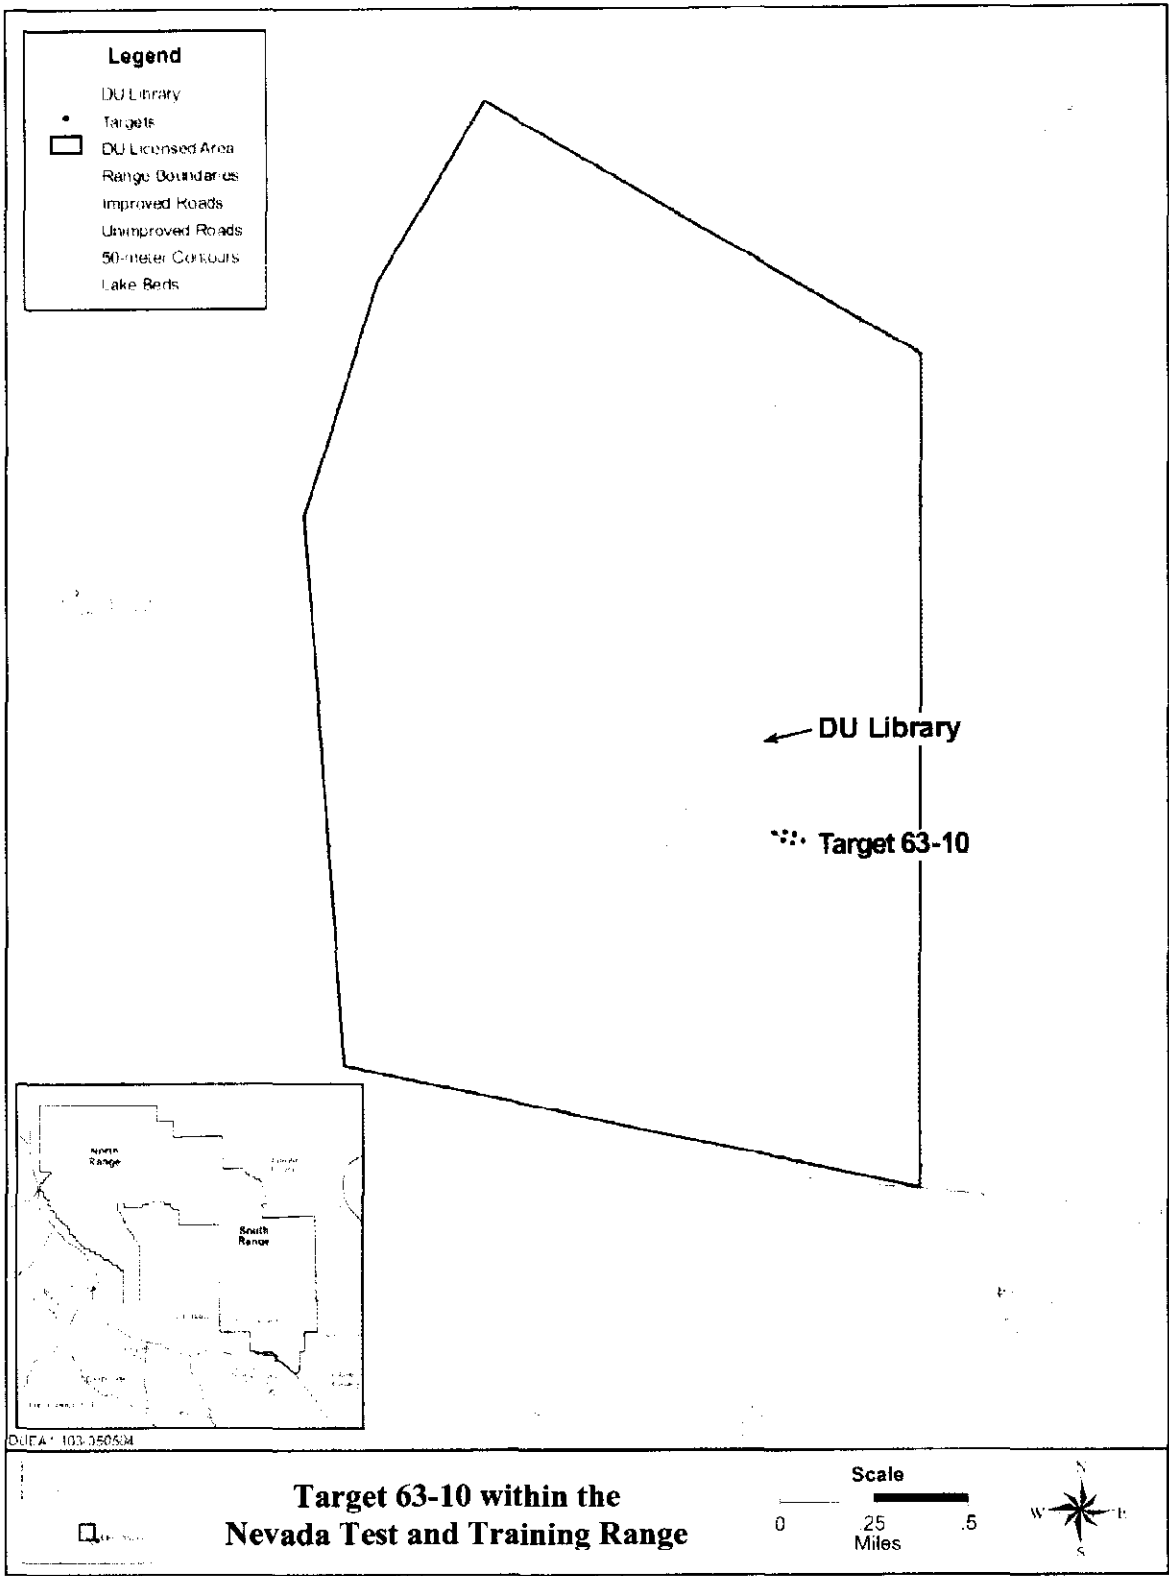 Legend
DU Library
Targets
DU Licensed Area
Range Boundaries
Improved Roads
Unimproved Roads
50-meter Contours
Lake Beds
DU Library
Target 63-10
North
Range
South
Range
Target 63-10 within the
Nevada Test and Training Range
Scale
0 .25 .5
Miles
N
W E
S